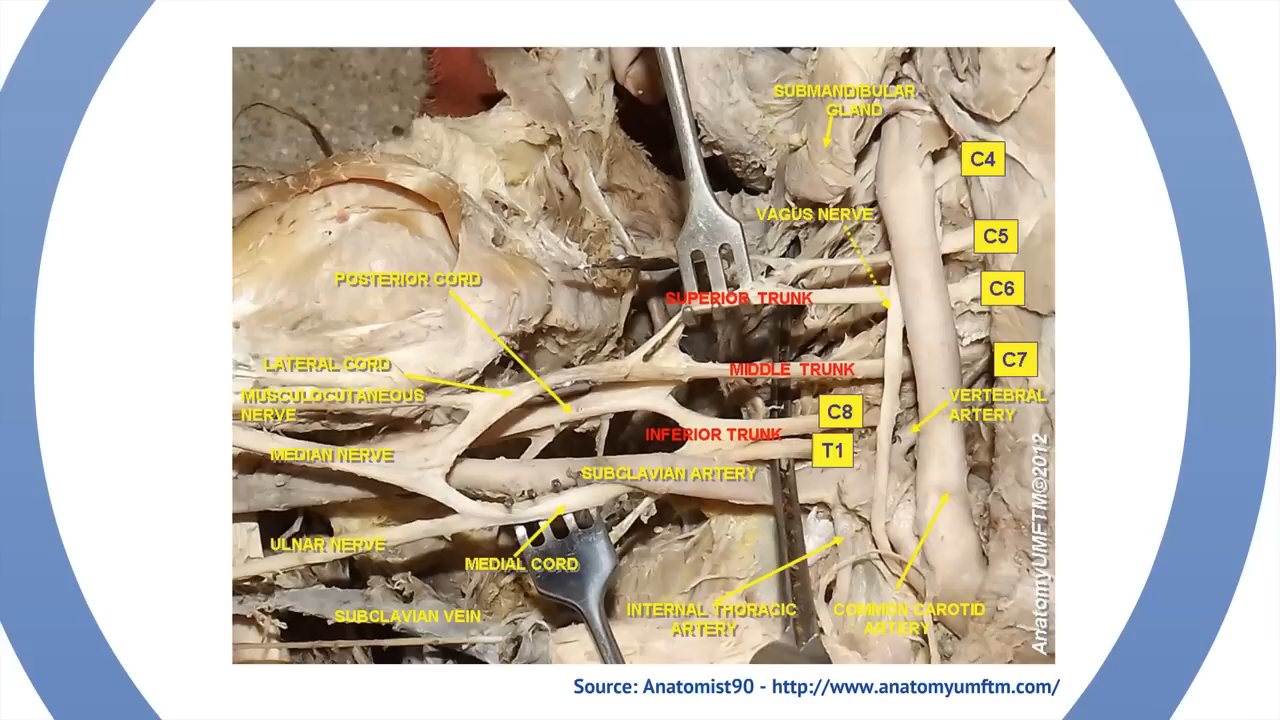 SUBMANDIBULAR
GLAND
C4
VAGUS NERVE
C5
POSTERIOR CORD
C6
SUPERIOR TRUNK
C7
LATERAL CORD
MIDDLE TRUNK
MUSCULOCUTANEOUS
NERVE
VERTEBRAL
ARTERY
C8
INFERIOR TRUNK
T1
MEDIAN NERVE
SUBCLAVIAN ARTERY
ULNAR NERVE
MEDIAL CORD
SUBCLAVIAN VEIN
INTERNAL THORACIC
ARTERY
COMMON CAROTID
ARTERY
AnatomyUMFTM©2012
Source: Anatomist90 - http://www.anatomyumftm.com/